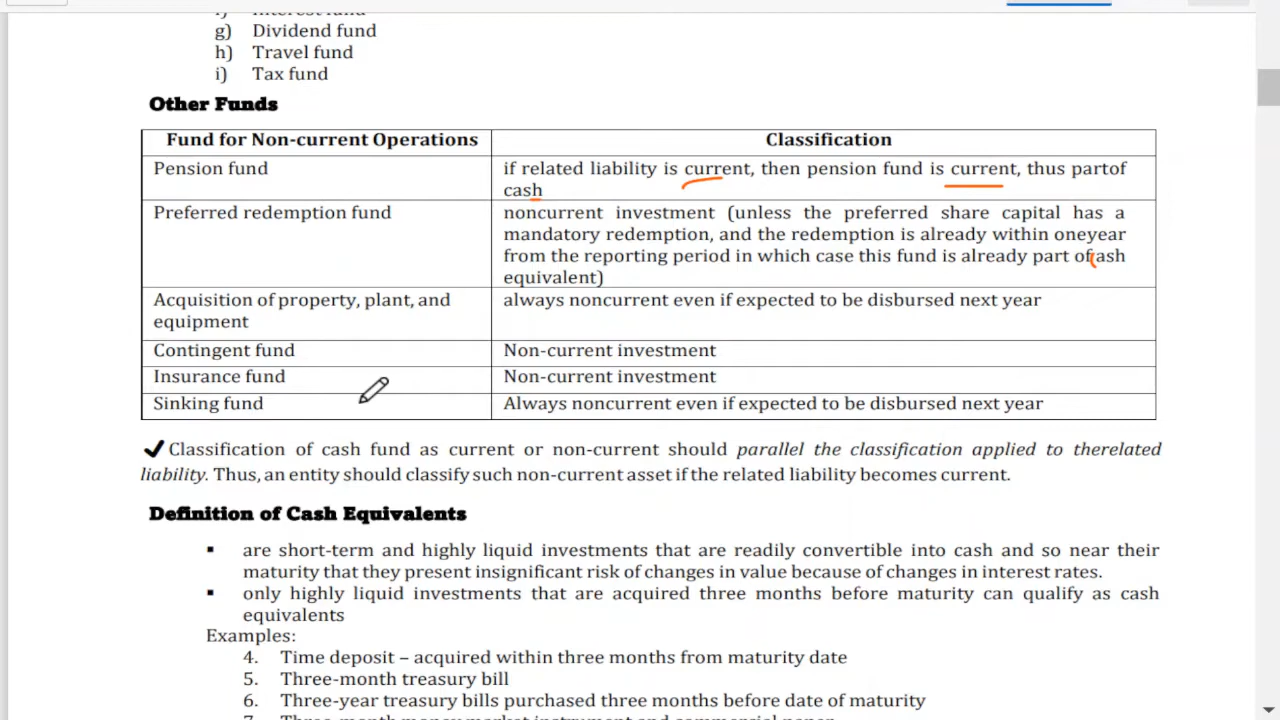 g) Dividend fund
h) Travel fund
i) Tax fund
Other Funds
Fund for Non-current Operations Classification
Pension fund if related liability is current, then pension fund is current, thus partof
cash
Preferred redemption fund noncurrent investment (unless the preferred share capital has a
mandatory redemption, and the redemption is already within oneyear
from the reporting period in which case this fund is already part of ash
equivalent)
Acquisition of property, plant, and always noncurrent even if expected to be disbursed next year
equipment
Contingent fund Non-current investment
Insurance fund Non-current investment
Sinking fund Always noncurrent even if expected to be disbursed next year
✔Classification of cash fund as current or non-current should parallel the classification applied to therelated
liability. Thus, an entity should classify such non-current asset if the related liability becomes current.
Definition of Cash Equivalents
▪ are short-term and highly liquid investments that are readily convertible into cash and so near their
maturity that they present insignificant risk of changes in value because of changes in interest rates.
▪ only highly liquid investments that are acquired three months before maturity can qualify as cash
equivalents
Examples:
4. Time deposit – acquired within three months from maturity date
5. Three-month treasury bill
6. Three-year treasury bills purchased three months before date of maturity
7. Three-month money market instrument and commercial paper